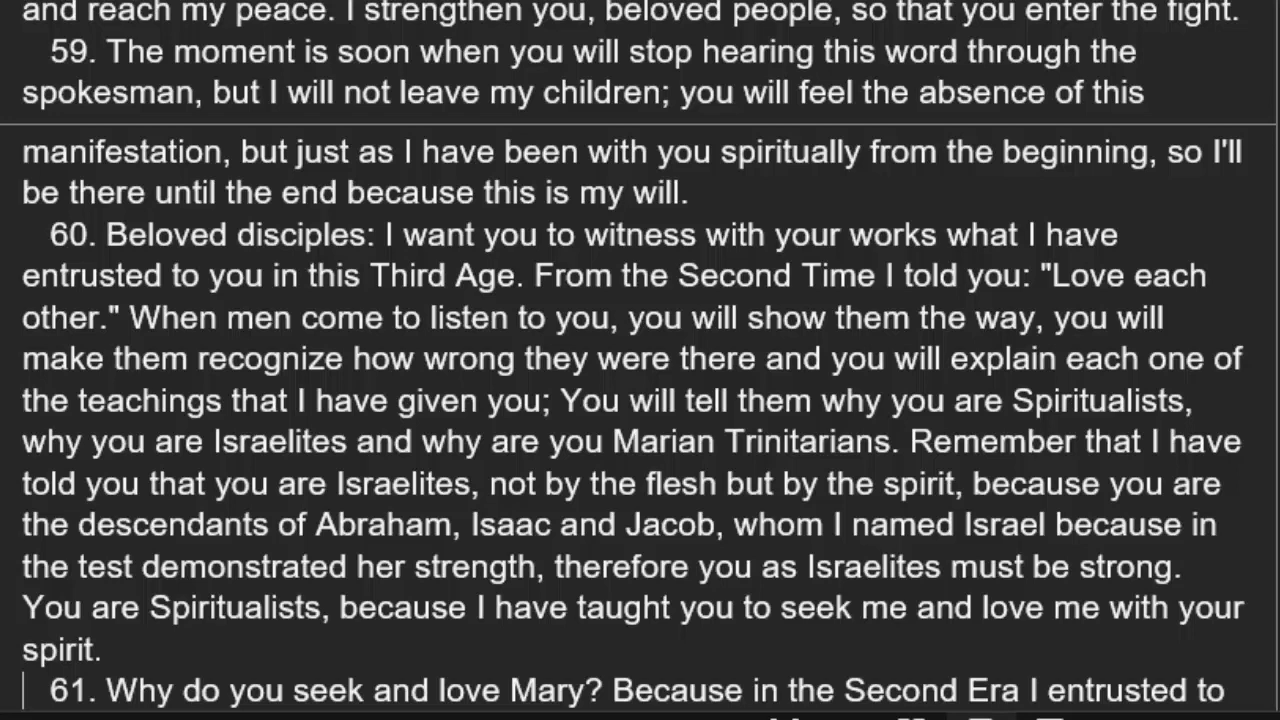 and reach my peace. I strengthen you, beloved people, so that you enter the fight.
59. The moment is soon when you will stop hearing this word through the
spokesman, but I will not leave my children; you will feel the absence of this
manifestation, but just as I have been with you spiritually from the beginning, so I'll
be there until the end because this is my will.
60. Beloved disciples: I want you to witness with your works what I have
entrusted to you in this Third Age. From the Second Time I told you: "Love each
other." When men come to listen to you, you will show them the way, you will
make them recognize how wrong they were there and you will explain each one of
the teachings that I have given you; You will tell them why you are Spiritualists,
why you are Israelites and why are you Marian Trinitarians. Remember that I have
told you that you are Israelites, not by the flesh but by the spirit, because you are
the descendants of Abraham, Isaac and Jacob, whom I named Israel because in
the test demonstrated her strength, therefore you as Israelites must be strong.
You are Spiritualists, because I have taught you to seek me and love me with your
spirit.
61. Why do you seek and love Mary? Because in the Second Era I entrusted to